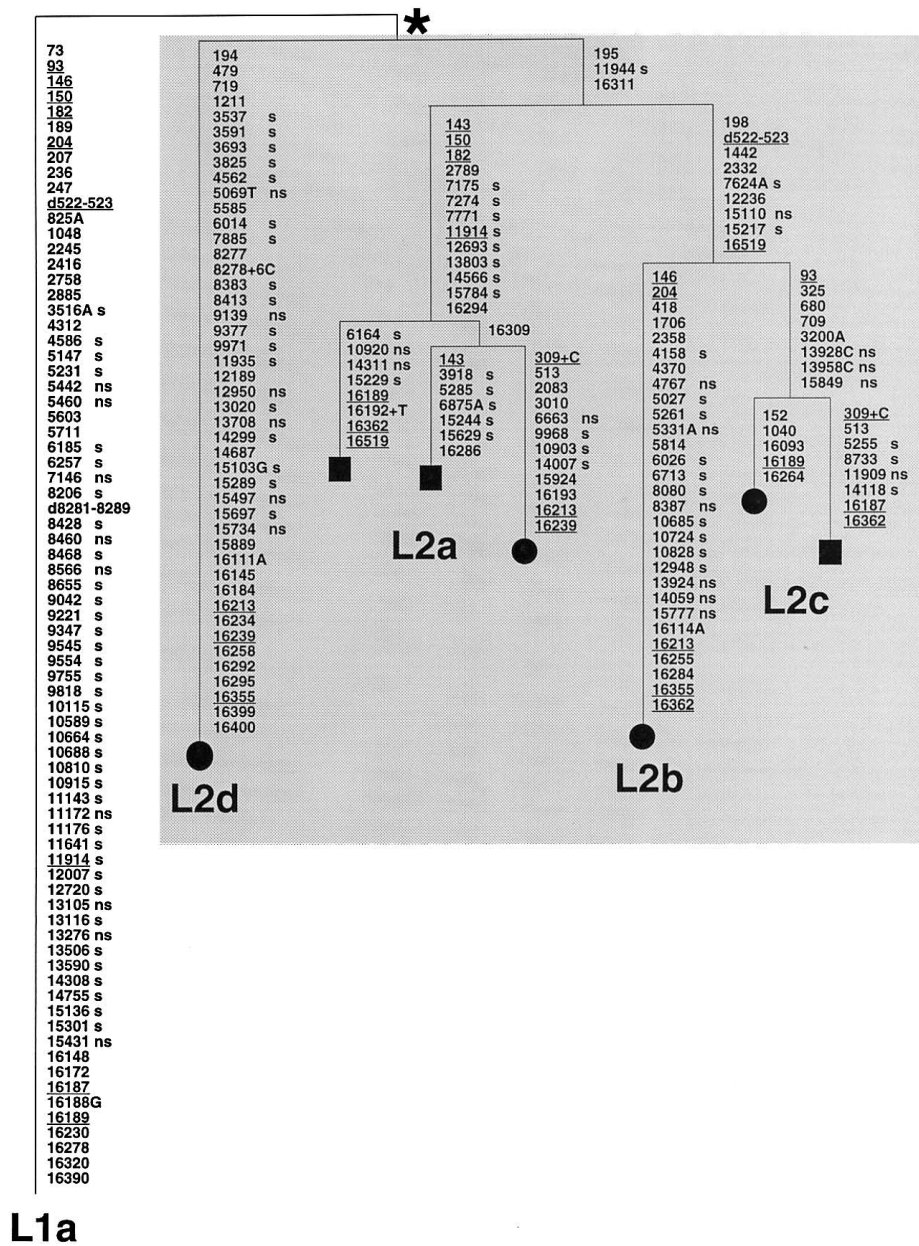 *
73
93
146
150
182
189
204
207
236
247
d522-523
825A
1048
2245
2416
2758
2885
3516A s
4312
4586 s
5147 s
5231 s
5442 ns
5460 ns
5603
5711
6185 s
6257 s
7146 ns
8206 s
d8281-8289
8428 s
8460 ns
8468 s
8566 ns
8655 s
9042 s
9221 s
9347 s
9545 s
9554 s
9755 s
9818 s
10115 s
10589 s
10664 s
10688 s
10810 s
10915 s
11143 s
11172 ns
11176 s
11641 s
11914 s
12007 s
12720 s
13105 ns
13116 s
13276 ns
13506 s
13590 s
14308 s
14755 s
15136 s
15301 s
15431 ns
16148
16172
16187
16188G
16189
16230
16278
16320
16390
L1a
194
479
719
1211
3537 s
3591 s
3693 s
3825 s
4562 s
5069T ns
5585
6014 s
7885 s
8277
8278+6C
8383 s
8413 s
9139 ns
9377 s
9971 s
11935 s
12189
12950 ns
13020 s
13708 ns
14299 s
14687
15103G s
15289 s
15497 ns
15697 s
15734 ns
15889
16111A
16145
16184
16213
16234
16239
16258
16292
16295
16355
16399
16400
L2d
195
11944 s
16311
143
150
182
2789
7175 s
7274 s
7771 s
11914 s
12693 s
13803 s
14566 s
15784 s
16294
6164 s
10920 ns
14311 ns
15229 s
16189
16192+T
16362
16519
16309
143
3918 s
5285 s
6875A s
15244 s
15629 s
16286
L2a
309+C
513
2083
3010
6663 ns
9968 s
10903 s
14007 s
15924
16193
16213
16239
198
d522-523
1442
2332
7624A s
12236
15110 ns
15217 s
16519
146
204
418
1706
2358
4158 s
4370
4767 ns
5027 s
5261 s
5331A ns
5814
6026 s
6713 s
8080 s
8387 ns
10685 s
10724 s
10828 s
12948 s
13924 ns
14059 ns
15777 ns
16114A
16213
16255
16284
16355
16362
L2b
93
325
680
709
3200A
13928C ns
13958C ns
15849 ns
152
1040
16093
16189
16264
309+C
513
5255 s
8733 s
11909 ns
14118 s
16187
16362
L2c